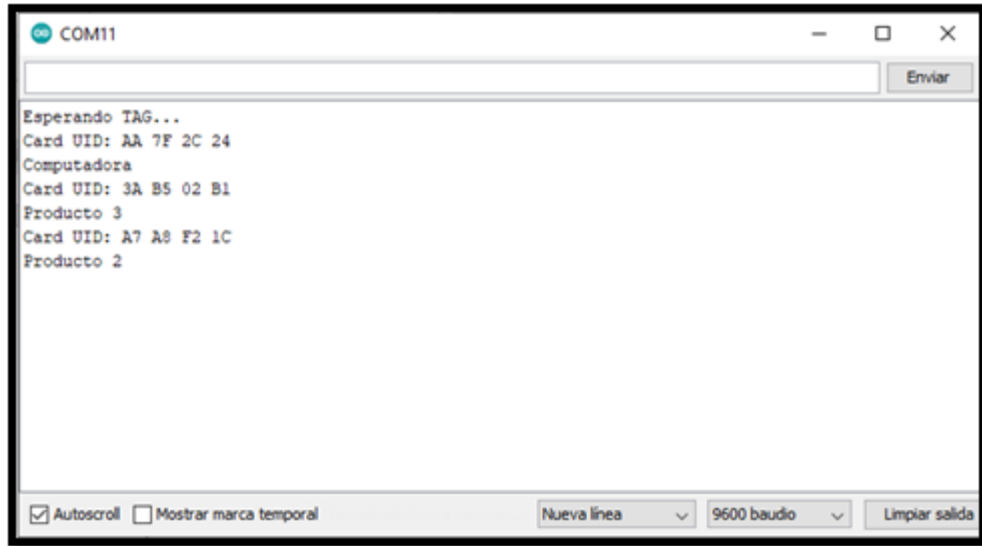 COM11
Enviar
Esperando TAG...
Card UID: AA 7F 2C 24
Computadora
Card UID: 3A B5 02 B1
Producto 3
Card UID: A7 A8 F2 1C
Producto 2
Autoscroll Mostrar marca temporal Nueva línea 9600 baudio Limpiar salida